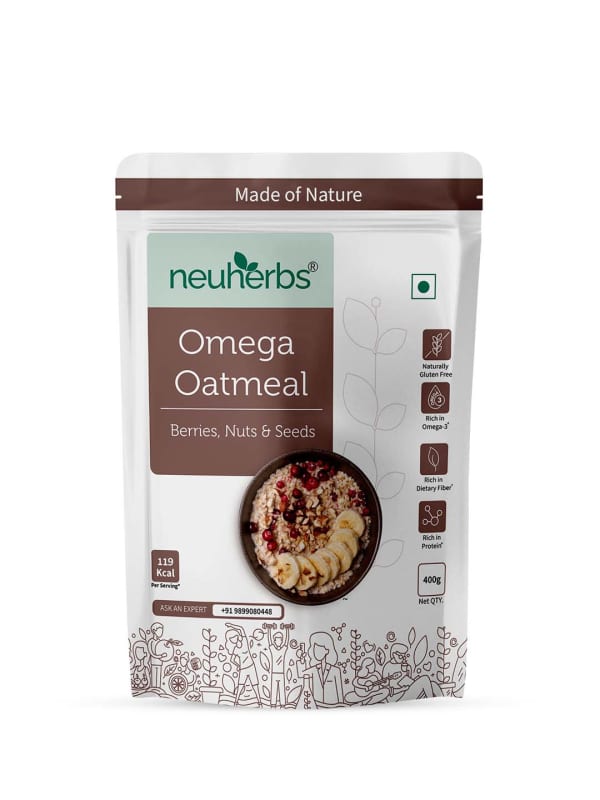 Made of Nature
neuherbs®
Omega
Oatmeal
Berries, Nuts & Seeds
Naturally
Gluten Free
3
Rich in
Omega-3*
Rich in
Dietary Fiber*
Rich in
Protein*
119
Kcal
Per Serving*
400g
Net QTY.
ASK AN EXPERT +91 9899080448